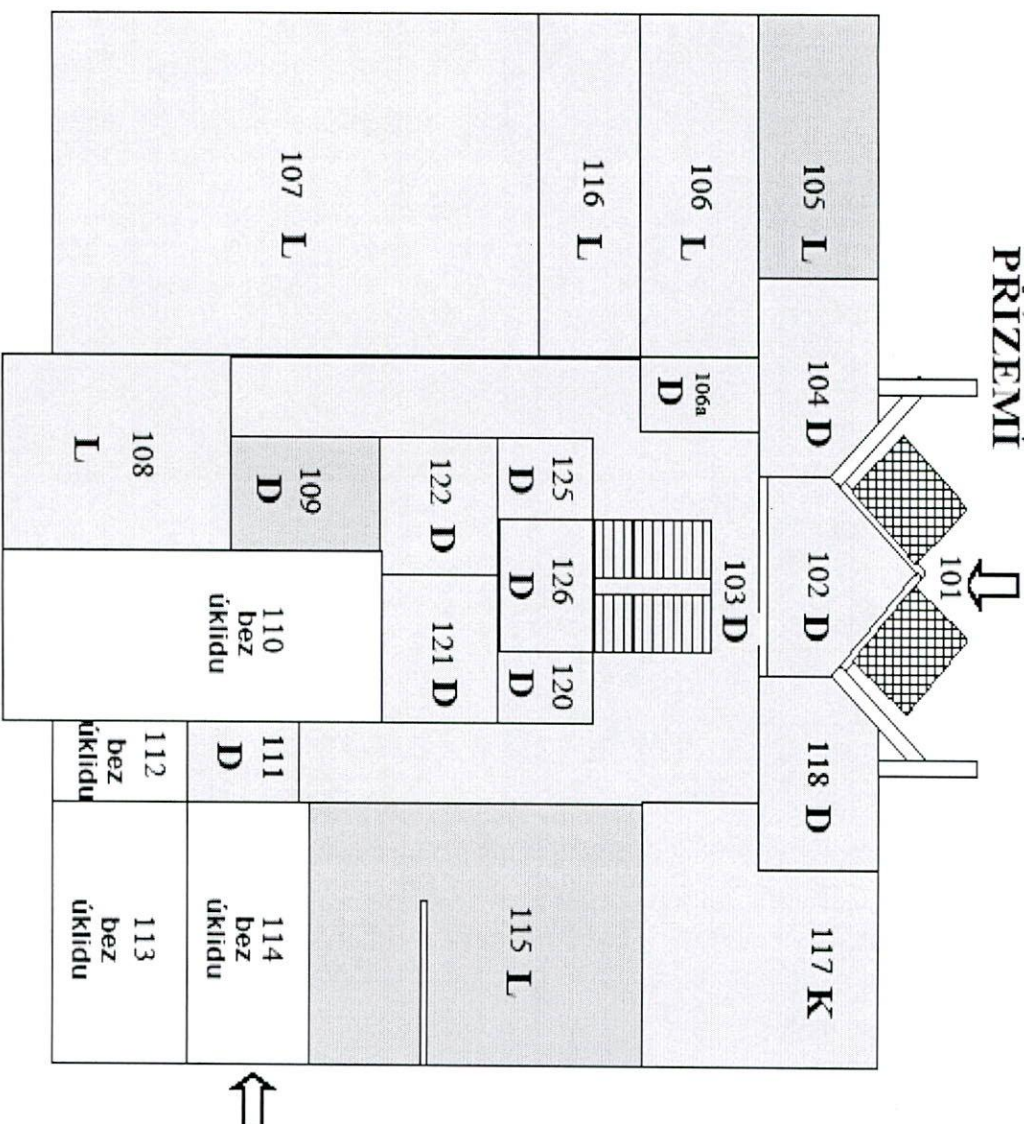 PŘÍZEMÍ
101
105 L
104 D
102 D
118 D
117 K
106 L
106a
D
103 D
116 L
125
D
126
D
120
D
107 L
122 D
121 D
115 L
109
D
110
bez
úklidu
111
D
114
bez
úklidu
108
L
112
bez
úklidu
113
bez
úklidu